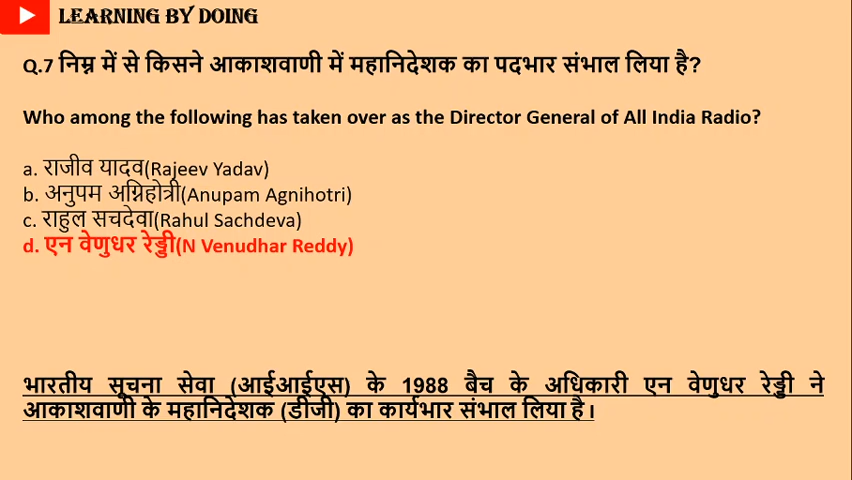 LEARNING BY DOING
Q.7 निम्न में से किसने आकाशवाणी में महानिदेशक का पदभार संभाल लिया है?
Who among the following has taken over as the Director General of All India Radio?
a. राजीव यादव(Rajeev Yadav)
b. अनुपम अग्निहोत्री(Anupam Agnihotri)
c. राहुल सचदेवा(Rahul Sachdeva)
d. एन वेणुधर रेड्डी(N Venudhar Reddy)
भारतीय सूचना सेवा (आईआईएस) के 1988 बैच के अधिकारी एन वेणुधर रेड्डी ने
आकाशवाणी के महानिदेशक (डीजी) का कार्यभार संभाल लिया है।